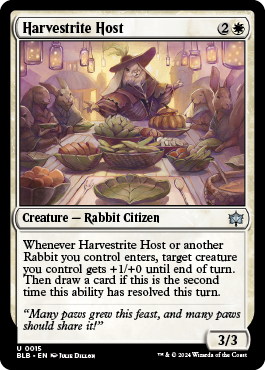 Harvestrite Host 2
Creature — Rabbit Citizen
Whenever Harvestrite Host or another
Rabbit you control enters, target creature
you control gets +1/+0 until end of turn.
Then draw a card if this is the second
time this ability has resolved this turn.
“Many paws grew this feast, and many paws
should share it!”
3/3
U 0015
BLB • EN Julie Dillon
™ & © 2024 Wizards of the Coast